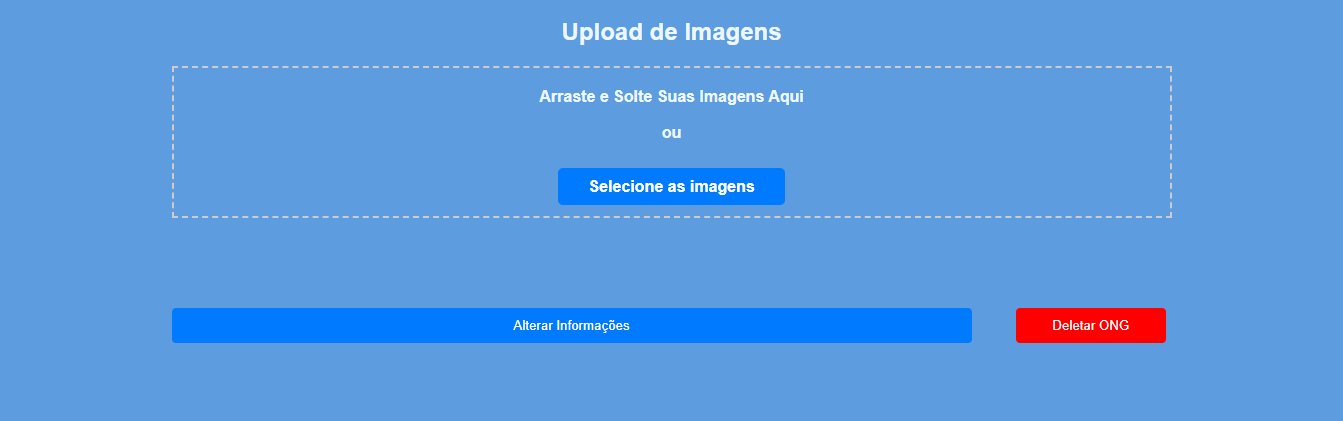 Upload de Imagens
Arraste e Solte Suas Imagens Aqui
ou
Selecione as imagens
Alterar Informações
Deletar ONG